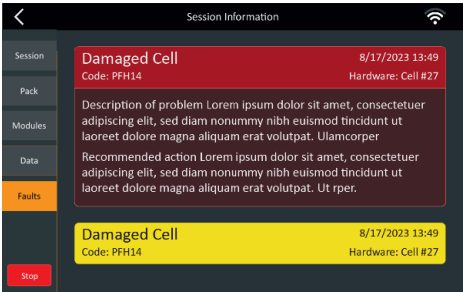 Session Information
Session
Pack
Modules
Data
Faults
Stop
Damaged Cell
8/17/2023 13:49
Code: PFH14
Hardware: Cell #27
Description of problem Lorem ipsum dolor sit amet, consectetuer
adipiscing elit, sed diam nonummy nibh euismod tincidunt ut
laoreet dolore magna aliquam erat volutpat. Ulamcorper
Recommended action Lorem ipsum dolor sit amet, consectetuer
adipiscing elit, sed diam nonummy nibh euismod tincidunt ut
laoreet dolore magna aliquam erat volutpat. Ut rper.
Damaged Cell
8/17/2023 13:49
Code: PFH14
Hardware: Cell #27